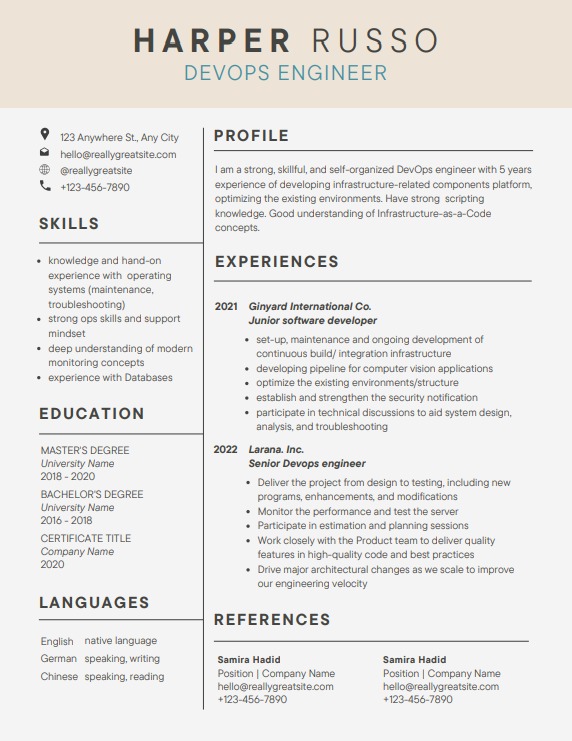 HARPER RUSSO
DEVOPS ENGINEER
123 Anywhere St., Any City
hello@reallygreatsite.com
@reallygreatsite
+123-456-7890
SKILLS
• knowledge and hand-on
experience with operating
systems (maintenance,
troubleshooting)
• strong ops skills and support
mindset
• deep understanding of modern
monitoring concepts
• experience with Databases
EDUCATION
MASTER'S DEGREE
University Name
2018 - 2020
BACHELOR'S DEGREE
University Name
2016 - 2018
CERTIFICATE TITLE
Company Name
2020
LANGUAGES
English native language
German speaking, writing
Chinese speaking, reading
PROFILE
I am a strong, skillful, and self-organized DevOps engineer with 5 years
experience of developing infrastructure-related components platform,
optimizing the existing environments. Have strong scripting
knowledge. Good understanding of Infrastructure-as-a-Code
concepts.
EXPERIENCES
2021 Ginyard International Co.
Junior software developer
• set-up, maintenance and ongoing development of
continuous build/ integration infrastructure
• developing pipeline for computer vision applications
• optimize the existing environments/structure
• establish and strengthen the security notification
• participate in technical discussions to aid system design,
analysis, and troubleshooting
2022 Larana. Inc.
Senior Devops engineer
• Deliver the project from design to testing, including new
programs, enhancements, and modifications
• Monitor the performance and test the server
• Participate in estimation and planning sessions
• Work closely with the Product team to deliver quality
features in high-quality code and best practices
• Drive major architectural changes as we scale to improve
our engineering velocity
REFERENCES
Samira Hadid
Position | Company Name
hello@reallygreatsite.com
+123-456-7890
Samira Hadid
Position | Company Name
hello@reallygreatsite.com
+123-456-7890